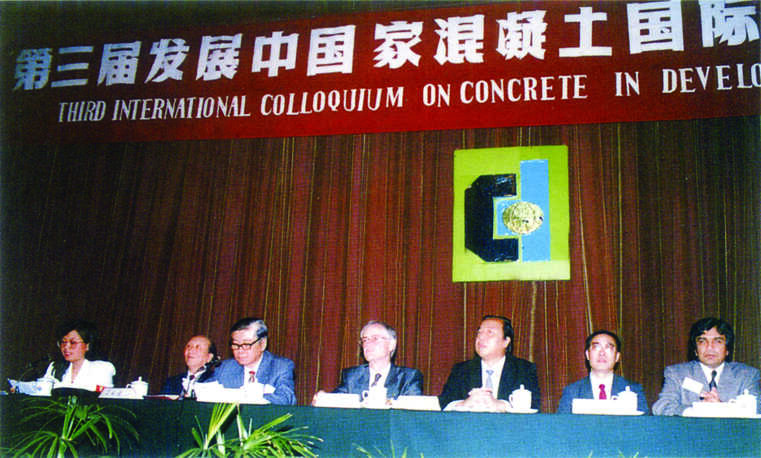 第三届发展中国家混凝土国际
THIRD INTERNATIONAL COLLOQUIUM ON CONCRETE IN DEVELO